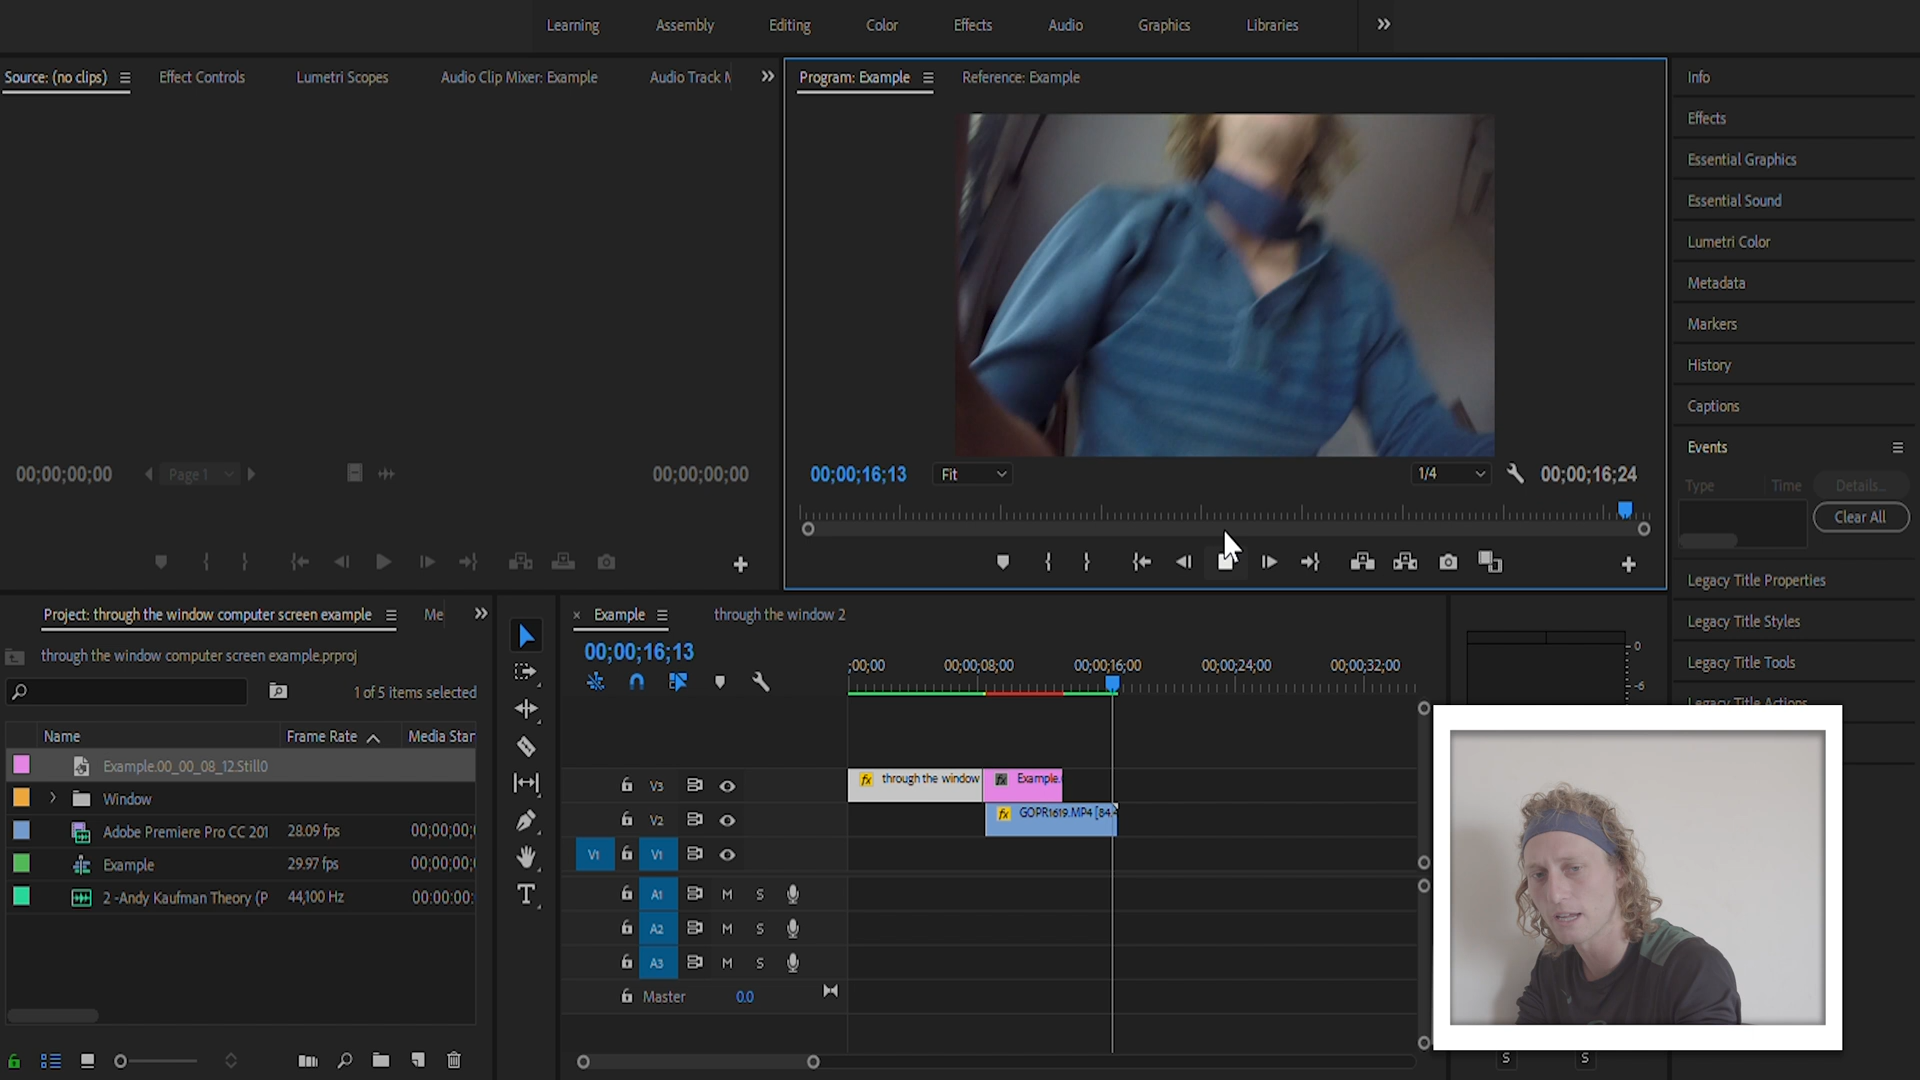 Learning Assembly Editing Color Effects Audio Graphics Libraries
Source: (no clips) Effect Controls Lumetri Scopes Audio Clip Mixer: Example Audio Track
Program: Example Reference: Example
00;00;00;00 Page 1 00;00;00;00
00;00;16;13 Fit 1/4 00;00;16;24
Info
Effects
Essential Graphics
Essential Sound
Lumetri Color
Metadata
Markers
History
Captions
Events
Type Time Details...
Clear All
Legacy Title Properties
Legacy Title Styles
Legacy Title Tools
Legacy Title Actions
Project: through the window computer screen example Me
through the window computer screen example.prproj
1 of 5 items selected
Name Frame Rate Media Star
Example.00_00_08_12.Still0
Window
Adobe Premiere Pro CC 201 28.09 fps 00;00;00;
Example 29.97 fps 00;00;00;
2 -Andy Kaufman Theory (P 44,100 Hz 00:00:00:
Example through the window 2
00;00;16;13
;00;00 00;00;08;00 00;00;16;00 00;00;24;00 00;00;32;00
V3 fx through the window fx Example.
V2 fx GOPR1619.MP4 [84.
V1 V1
A1 M S
A2 M S
A3 M S
Master 0.0
0
-6
S S